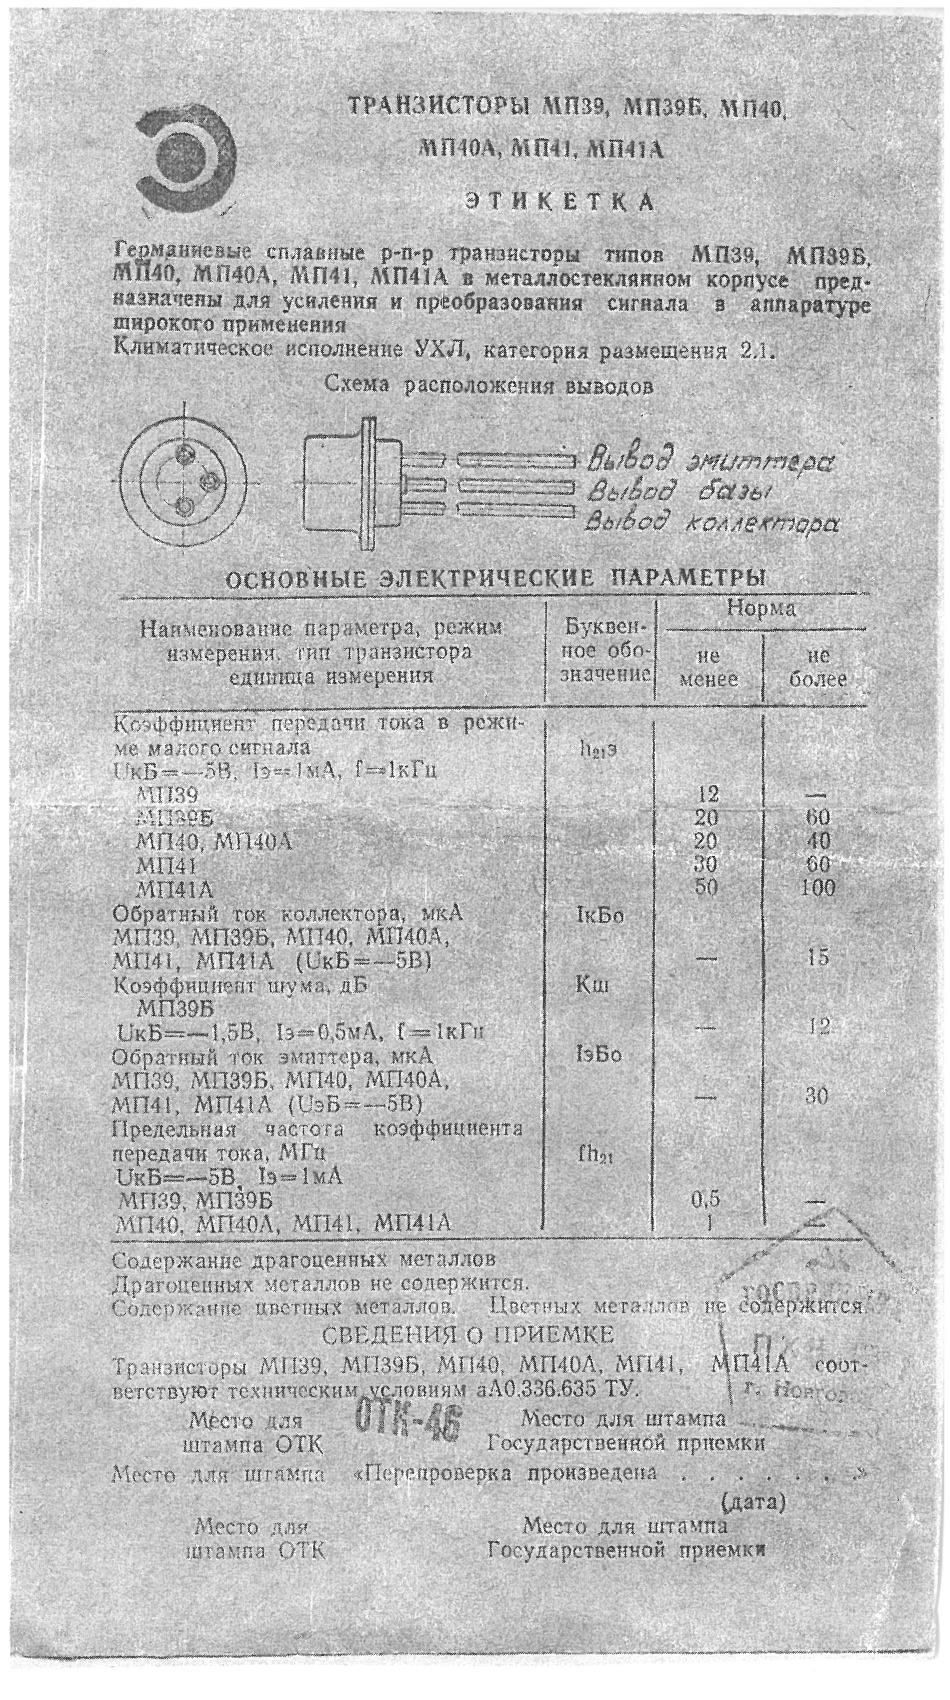 ТРАНЗИСТОРЫ МП39, МП39Б, МП40,
МП40А, МП41, МП41А
ЭТИКЕТКА
Германиевые сплавные р-п-р транзисторы типов МП39, МП39Б,
МП40, МП40А, МП41, МП41А в металлостеклянном корпусе пред-
назначены для усиления и преобразования сигнала в аппаратуре
широкого применения
Климатическое исполнение УХЛ, категория размещения 2.1.
Схема расположения выводов
Вывод эмиттера
Вывод базы
Вывод коллектора
ОСНОВНЫЕ ЭЛЕКТРИЧЕСКИЕ ПАРАМЕТРЫ
Наименование параметра, режим измерения, тип транзистора единица измерения
Буквен-
ное обо-
значение
Норма
не менее
не более
Коэффициент передачи тока в режи-
ме малого сигнала h₂₁э
UкБ=—5В, Iэ=1мА, f=1кГц
МП39 12 —
МП39Б 20 60
МП40, МП40А 20 40
МП41 30 60
МП41А 50 100
Обратный ток коллектора, мкА IкБо
МП39, МП39Б, МП40, МП40А,
МП41, МП41А (UкБ=—5В) — 15
Коэффициент шума, дБ Кш
МП39Б
UкБ=—1,5В, Iэ=0,5мА, f=1кГц — 12
Обратный ток эмиттера, мкА IэБо
МП39, МП39Б, МП40, МП40А,
МП41, МП41А (UэБ=—5В) — 30
Предельная частота коэффициента
передачи тока, МГц fh₂₁
UкБ=—5В, Iэ=1мА
МП39, МП39Б 0,5 —
МП40, МП40А, МП41, МП41А 1 —
Содержание драгоценных металлов
Драгоценных металлов не содержится.
Содержание цветных металлов. Цветных металлов не содержится.
СВЕДЕНИЯ О ПРИЕМКЕ
Транзисторы МП39, МП39Б, МП40, МП40А, МП41, МП41А соот-
ветствуют техническим условиям аА0.336.635 ТУ.
г. Новгод
Место для
штампа ОТК
ОТК-46
Место для штампа
Государственной приемки
Место для штампа «Перепроверка произведена . . . . . . .»
(дата)
Место для
штампа ОТК
Место для штампа
Государственной приемки